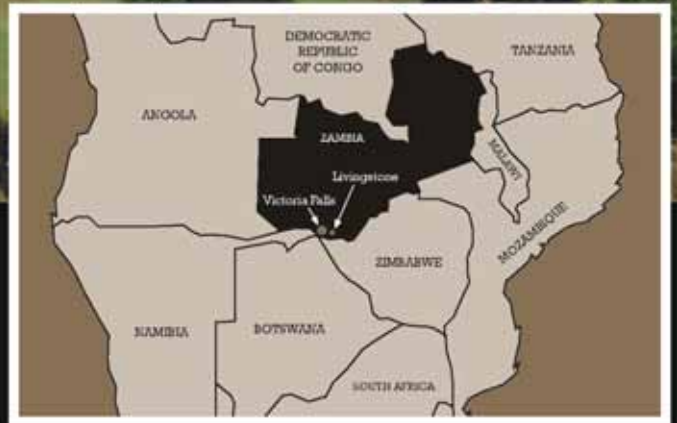 DEMOCRATIC
REPUBLIC
OF CONGO
TANZANIA
ANGOLA
ZAMBIA
MALAWI
Livingstone
Victoria Falls
MOZAMBIQUE
ZIMBABWE
NAMIBIA
BOTSWANA
SOUTH AFRICA